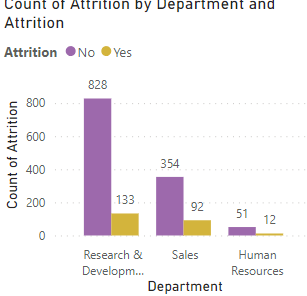 Count of Attrition by Department and
Attrition
Attrition No Yes
Count of Attrition
800
600
400
200
0
828
133
354
92
51
12
Research &
Developm...
Sales
Human
Resources
Department